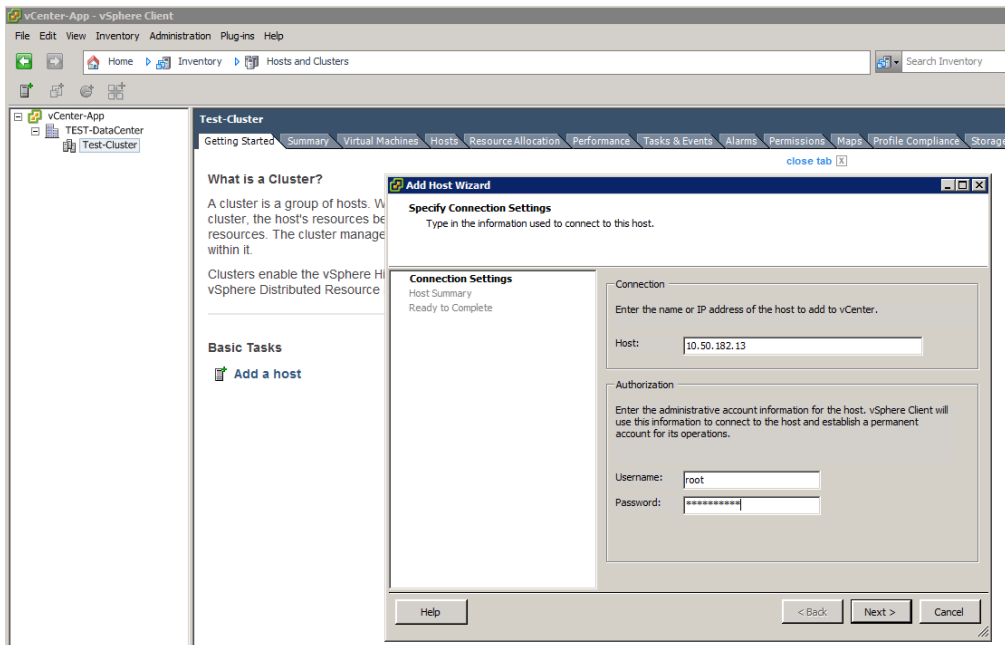 vCenter-App - vSphere Client
File Edit View Inventory Administration Plug-ins Help
Home Inventory Hosts and Clusters Search Inventory
vCenter-App
TEST-DataCenter
Test-Cluster
Test-Cluster
Getting Started Summary Virtual Machines Hosts Resource Allocation Performance Tasks & Events Alarms Permissions Maps Profile Compliance Storage
close tab X
What is a Cluster?
A cluster is a group of hosts. W
cluster, the host's resources be
resources. The cluster manage
within it.
Clusters enable the vSphere Hi
vSphere Distributed Resource
Basic Tasks
Add a host
Add Host Wizard
Specify Connection Settings
Type in the information used to connect to this host.
Connection Settings
Host Summary
Ready to Complete
Connection
Enter the name or IP address of the host to add to vCenter.
Host: 10.50.182.13
Authorization
Enter the administrative account information for the host. vSphere Client will
use this information to connect to the host and establish a permanent
account for its operations.
Username: root
Password: **********
Help < Back Next > Cancel